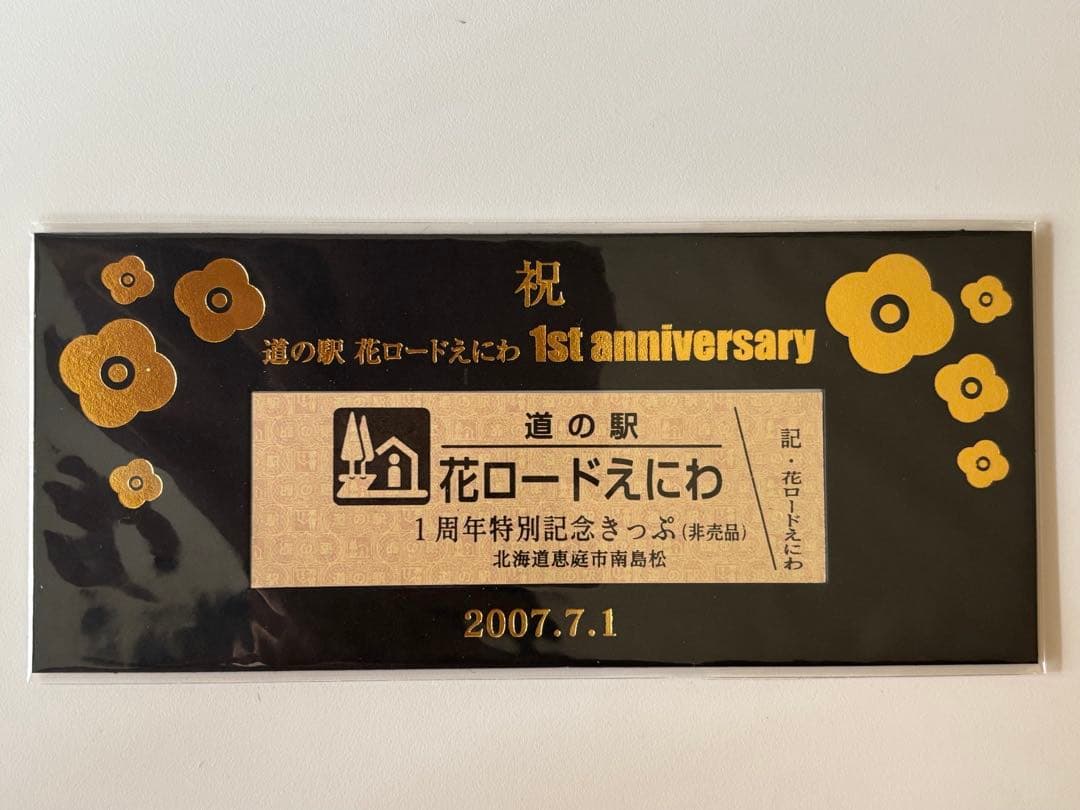 祝
道の駅 花ロードえにわ 1st anniversary
道の駅
花ロードえにわ
1周年特別記念きっぷ(非売品)
北海道恵庭市南島松
記・花ロードえにわ
2007.7.1